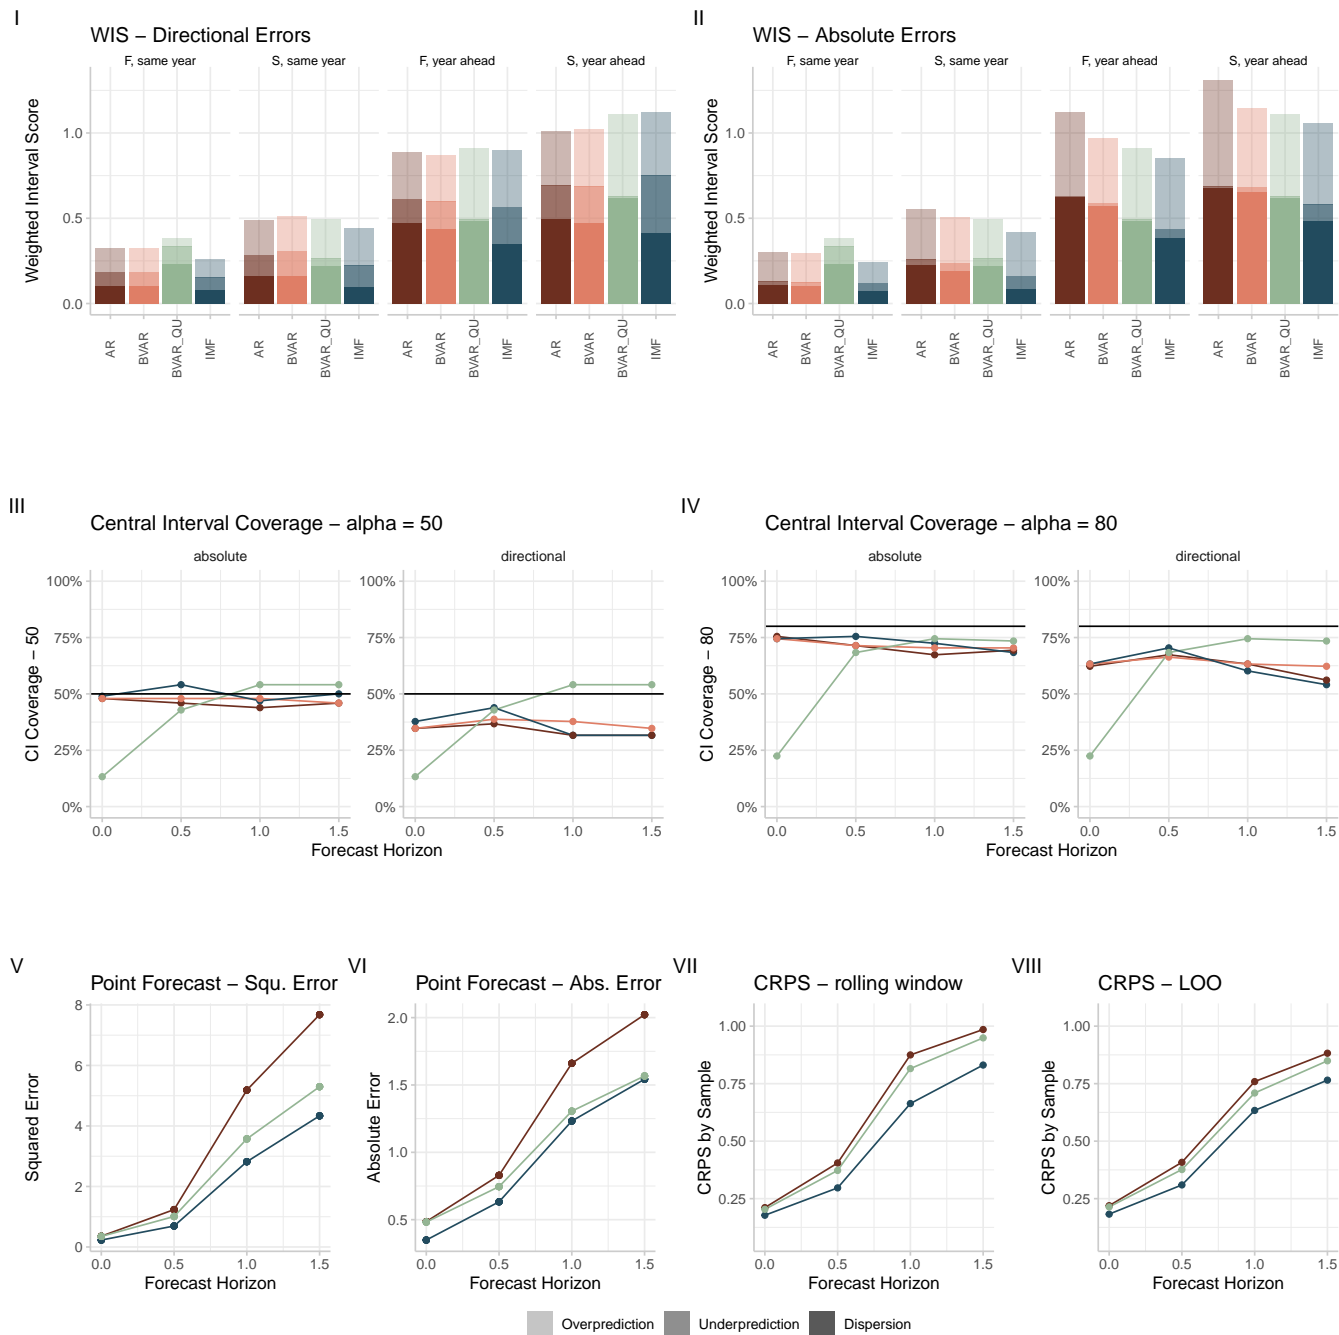 I
WIS – Directional Errors
F, same year
S, same year
F, year ahead
S, year ahead
Weighted Interval Score
1.0
0.5
0.0
AR
BVAR
BVAR_QU
IMF
AR
BVAR
BVAR_QU
IMF
AR
BVAR
BVAR_QU
IMF
AR
BVAR
BVAR_QU
IMF
II
WIS – Absolute Errors
F, same year
S, same year
F, year ahead
S, year ahead
Weighted Interval Score
1.0
0.5
0.0
AR
BVAR
BVAR_QU
IMF
AR
BVAR
BVAR_QU
IMF
AR
BVAR
BVAR_QU
IMF
AR
BVAR
BVAR_QU
IMF
III
Central Interval Coverage – alpha = 50
absolute
directional
CI Coverage – 50
100%
75%
50%
25%
0%
100%
75%
50%
25%
0%
0.0 0.5 1.0 1.5
0.0 0.5 1.0 1.5
Forecast Horizon
IV
Central Interval Coverage – alpha = 80
absolute
directional
CI Coverage – 80
100%
75%
50%
25%
0%
100%
75%
50%
25%
0%
0.0 0.5 1.0 1.5
0.0 0.5 1.0 1.5
Forecast Horizon
V
Point Forecast – Squ. Error
Squared Error
8
6
4
2
0
0.0 0.5 1.0 1.5
Forecast Horizon
VI
Point Forecast – Abs. Error
Absolute Error
2.0
1.5
1.0
0.5
0.0 0.5 1.0 1.5
Forecast Horizon
VII
CRPS – rolling window
CRPS by Sample
1.00
0.75
0.50
0.25
0.0 0.5 1.0 1.5
Forecast Horizon
VIII
CRPS – LOO
CRPS by Sample
1.00
0.75
0.50
0.25
0.0 0.5 1.0 1.5
Forecast Horizon
Overprediction Underprediction Dispersion